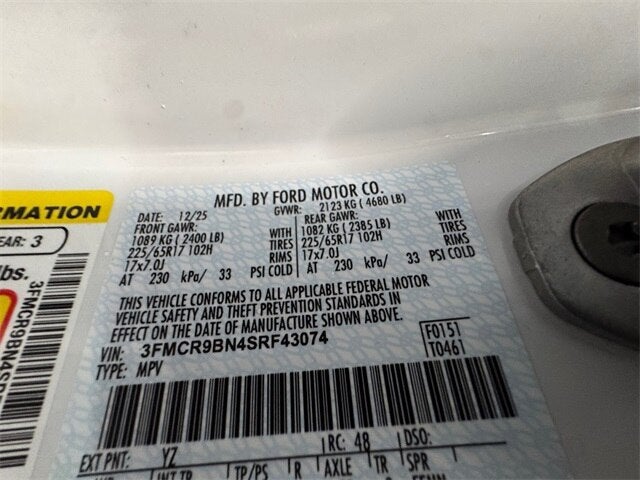 RMATION
EAR: 3
lbs.
3FMCR9BN4S
MFD. BY FORD MOTOR CO.
DATE: 12/25 GVWR: 2123 KG ( 4680 LB)
FRONT GAWR: WITH REAR GAWR: WITH
1089 KG ( 2400 LB) TIRES 1082 KG ( 2385 LB) TIRES
225/65R17 102H RIMS 225/65R17 102H RIMS
17x7.0J 17x7.0J
AT 230 kPa/ 33 PSI COLD AT 230 kPa/ 33 PSI COLD
THIS VEHICLE CONFORMS TO ALL APPLICABLE FEDERAL MOTOR
VEHICLE SAFETY AND THEFT PREVENTION STANDARDS IN
EFFECT ON THE DATE OF MANUFACTURE SHOWN ABOVE.
VIN: 3FMCR9BN4SRF43074 F0151
TYPE: MPV T0461
EXT PNT: YZ RC: 48 DSO:
INT TR TP/PS R AXLE TR SPR